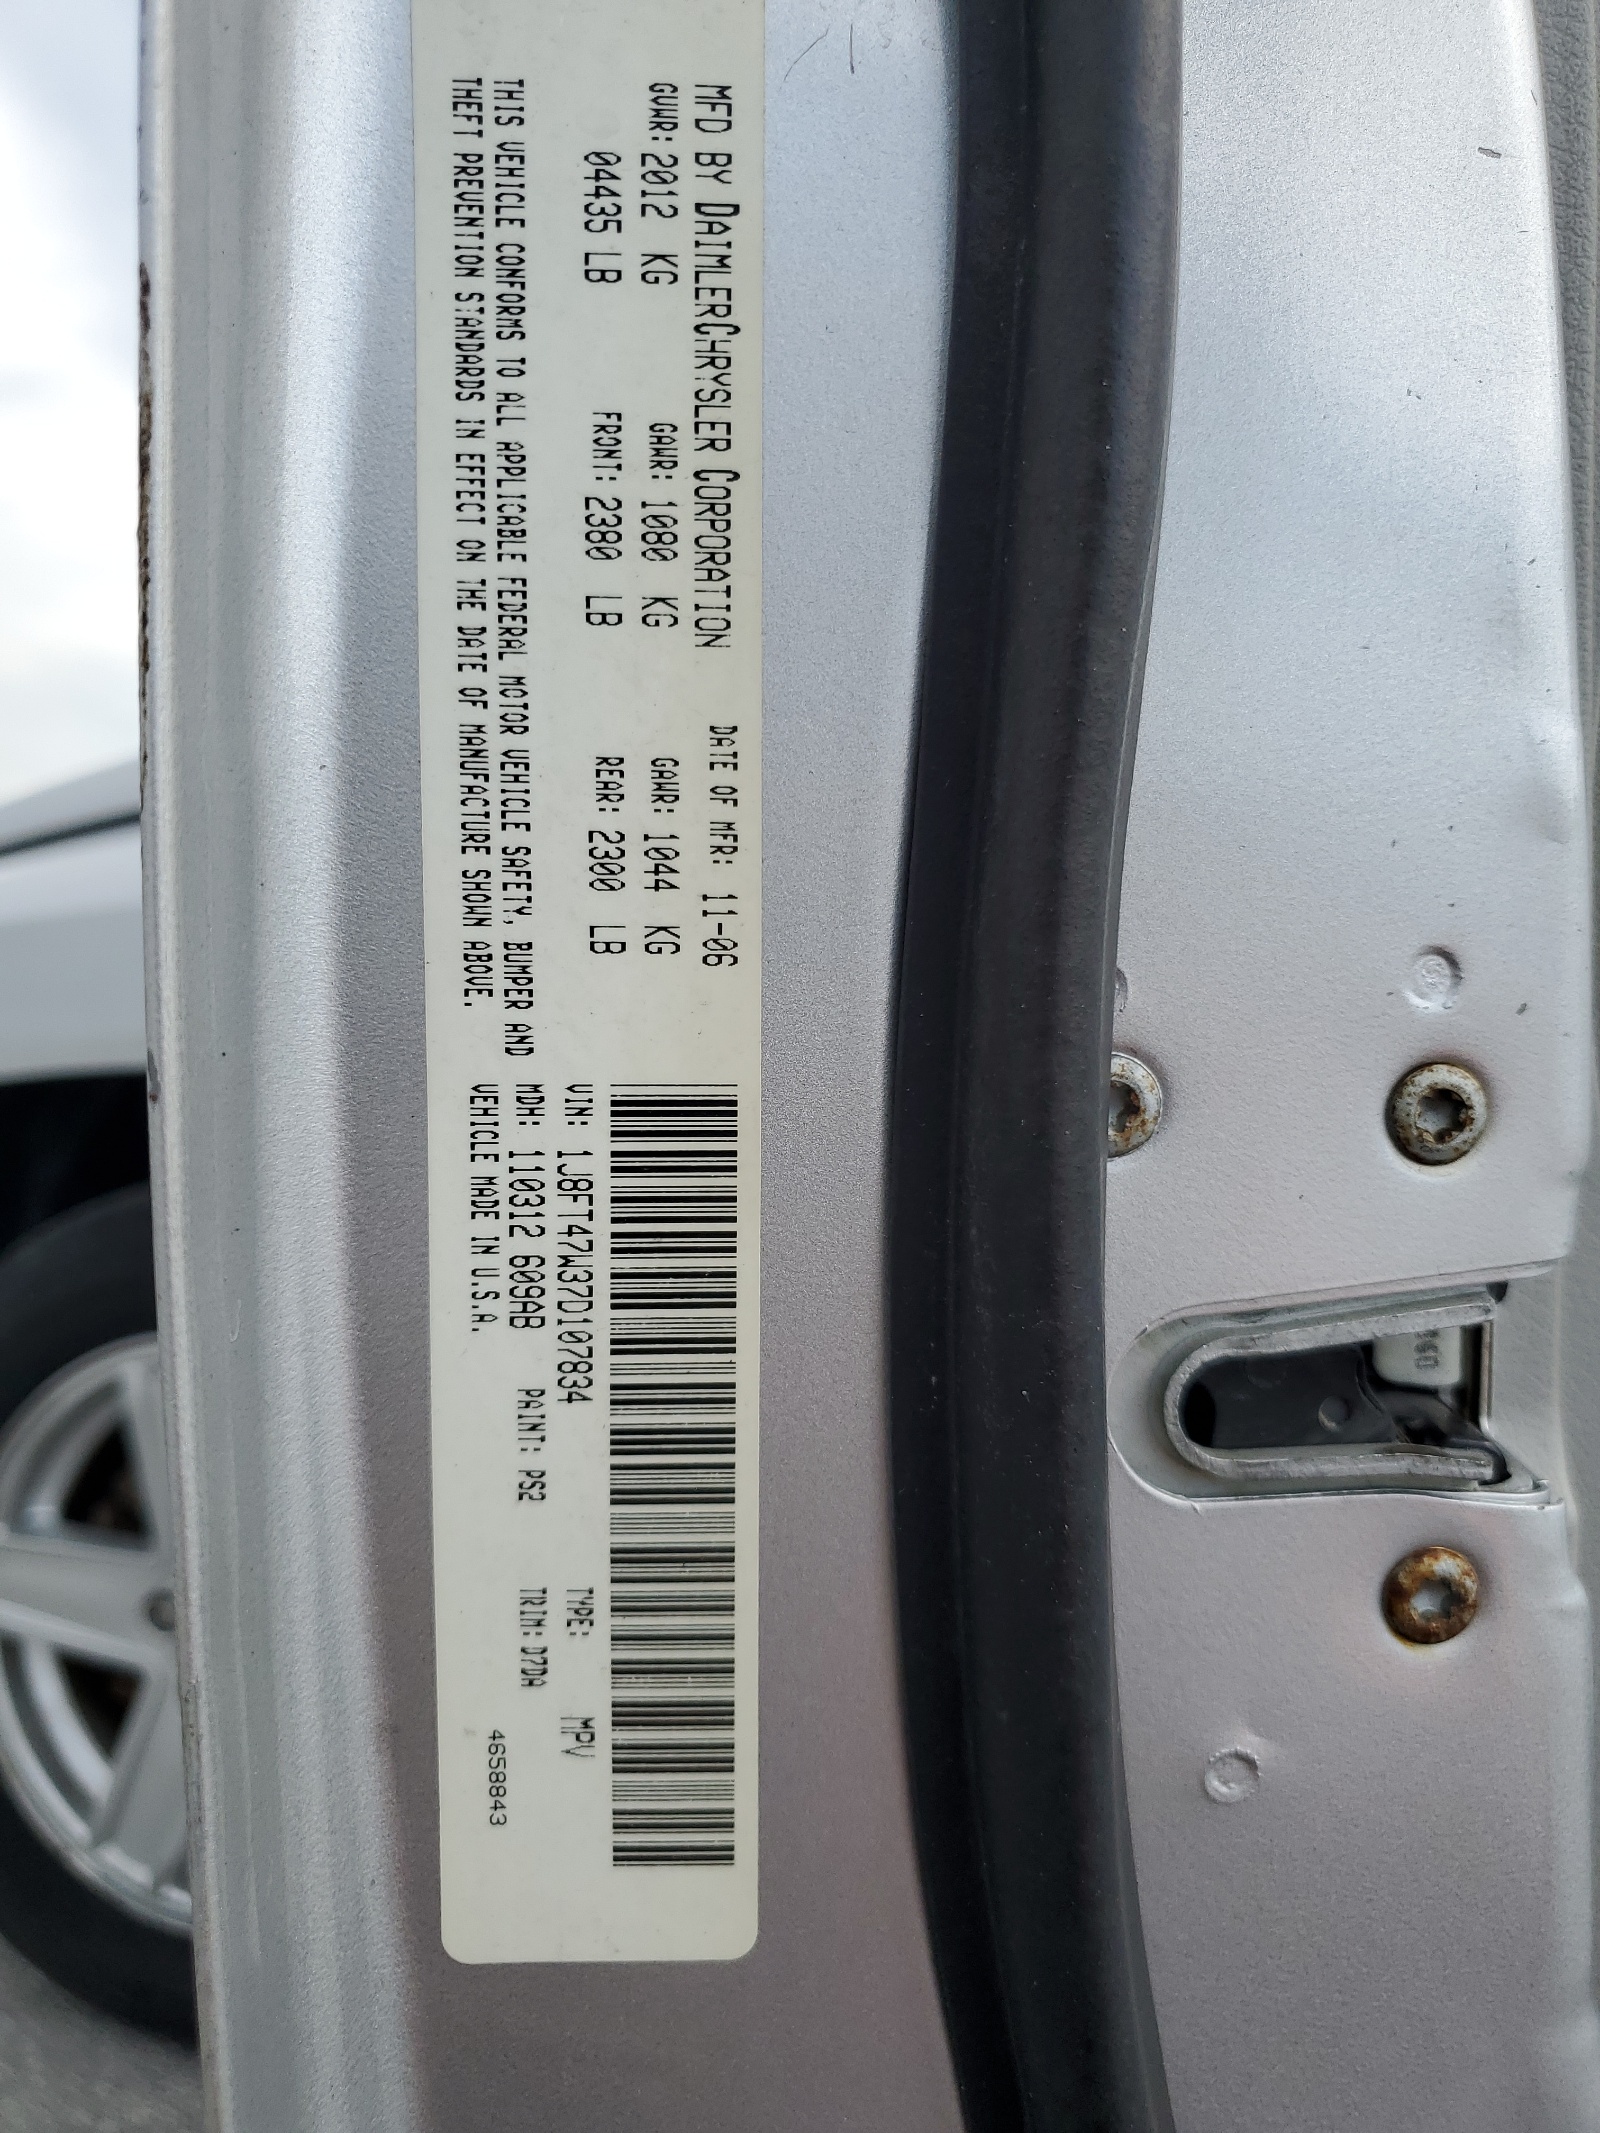 MFD BY DAIMLERCHRYSLER CORPORATION DATE OF MFR: 11-06
GVWR: 2012 KG GAWR: 1080 KG GAWR: 1044 KG
04435 LB FRONT: 2380 LB REAR: 2300 LB
THIS VEHICLE CONFORMS TO ALL APPLICABLE FEDERAL MOTOR VEHICLE SAFETY, BUMPER AND
THEFT PREVENTION STANDARDS IN EFFECT ON THE DATE OF MANUFACTURE SHOWN ABOVE.
VIN: 1J8FT47W37D107834 TYPE: MPV
MDH: 110312 609AB PAINT: PS2 TRIM: D7DA
VEHICLE MADE IN U.S.A. 4658843